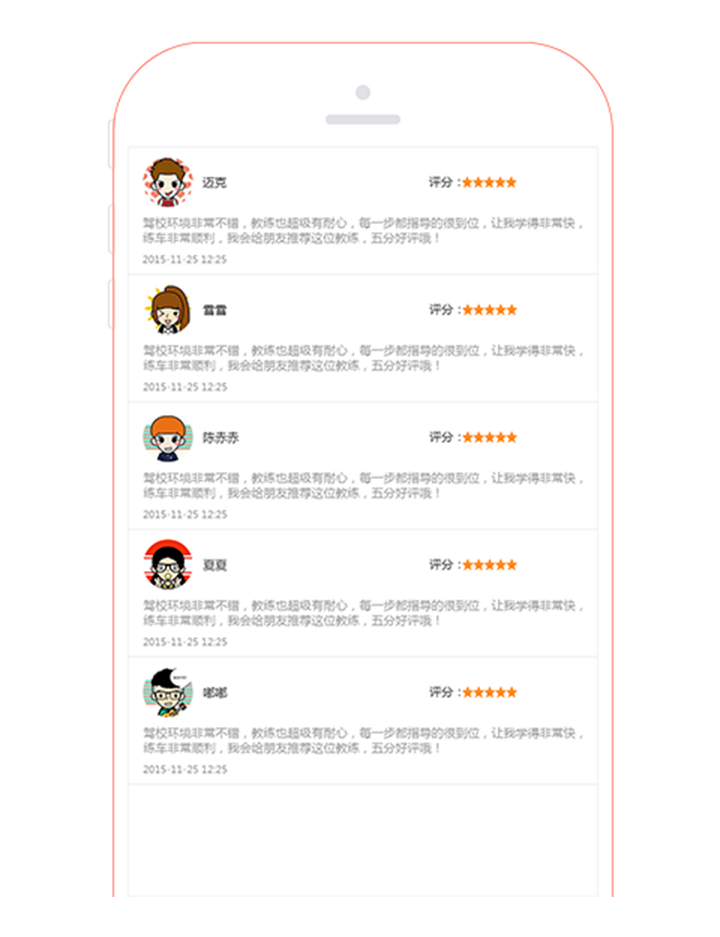 迈克
评分：★★★★★
驾校环境非常不错，教练也超级有耐心，每一步都指导的很到位，让我学得非常快，
练车非常顺利，我会给朋友推荐这位教练，五分好评哦！
2015-11-25 12:25
雪雪
评分：★★★★★
驾校环境非常不错，教练也超级有耐心，每一步都指导的很到位，让我学得非常快，
练车非常顺利，我会给朋友推荐这位教练，五分好评哦！
2015-11-25 12:25
陈赤赤
评分：★★★★★
驾校环境非常不错，教练也超级有耐心，每一步都指导的很到位，让我学得非常快，
练车非常顺利，我会给朋友推荐这位教练，五分好评哦！
2015-11-25 12:25
夏夏
评分：★★★★★
驾校环境非常不错，教练也超级有耐心，每一步都指导的很到位，让我学得非常快，
练车非常顺利，我会给朋友推荐这位教练，五分好评哦！
2015-11-25 12:25
嘟嘟
评分：★★★★★
驾校环境非常不错，教练也超级有耐心，每一步都指导的很到位，让我学得非常快，
练车非常顺利，我会给朋友推荐这位教练，五分好评哦！
2015-11-25 12:25